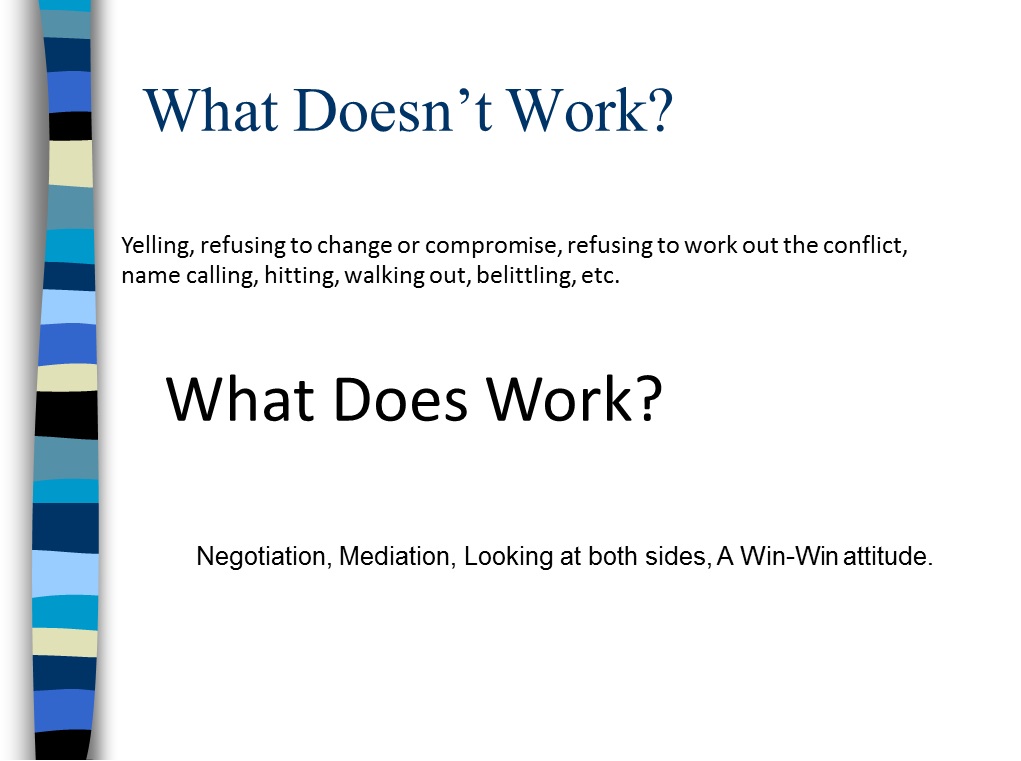 What Doesn’t Work?
Yelling, refusing to change or compromise, refusing to work out the conflict,
name calling, hitting, walking out, belittling, etc.
What Does Work?
Negotiation, Mediation, Looking at both sides, A Win-Win attitude.